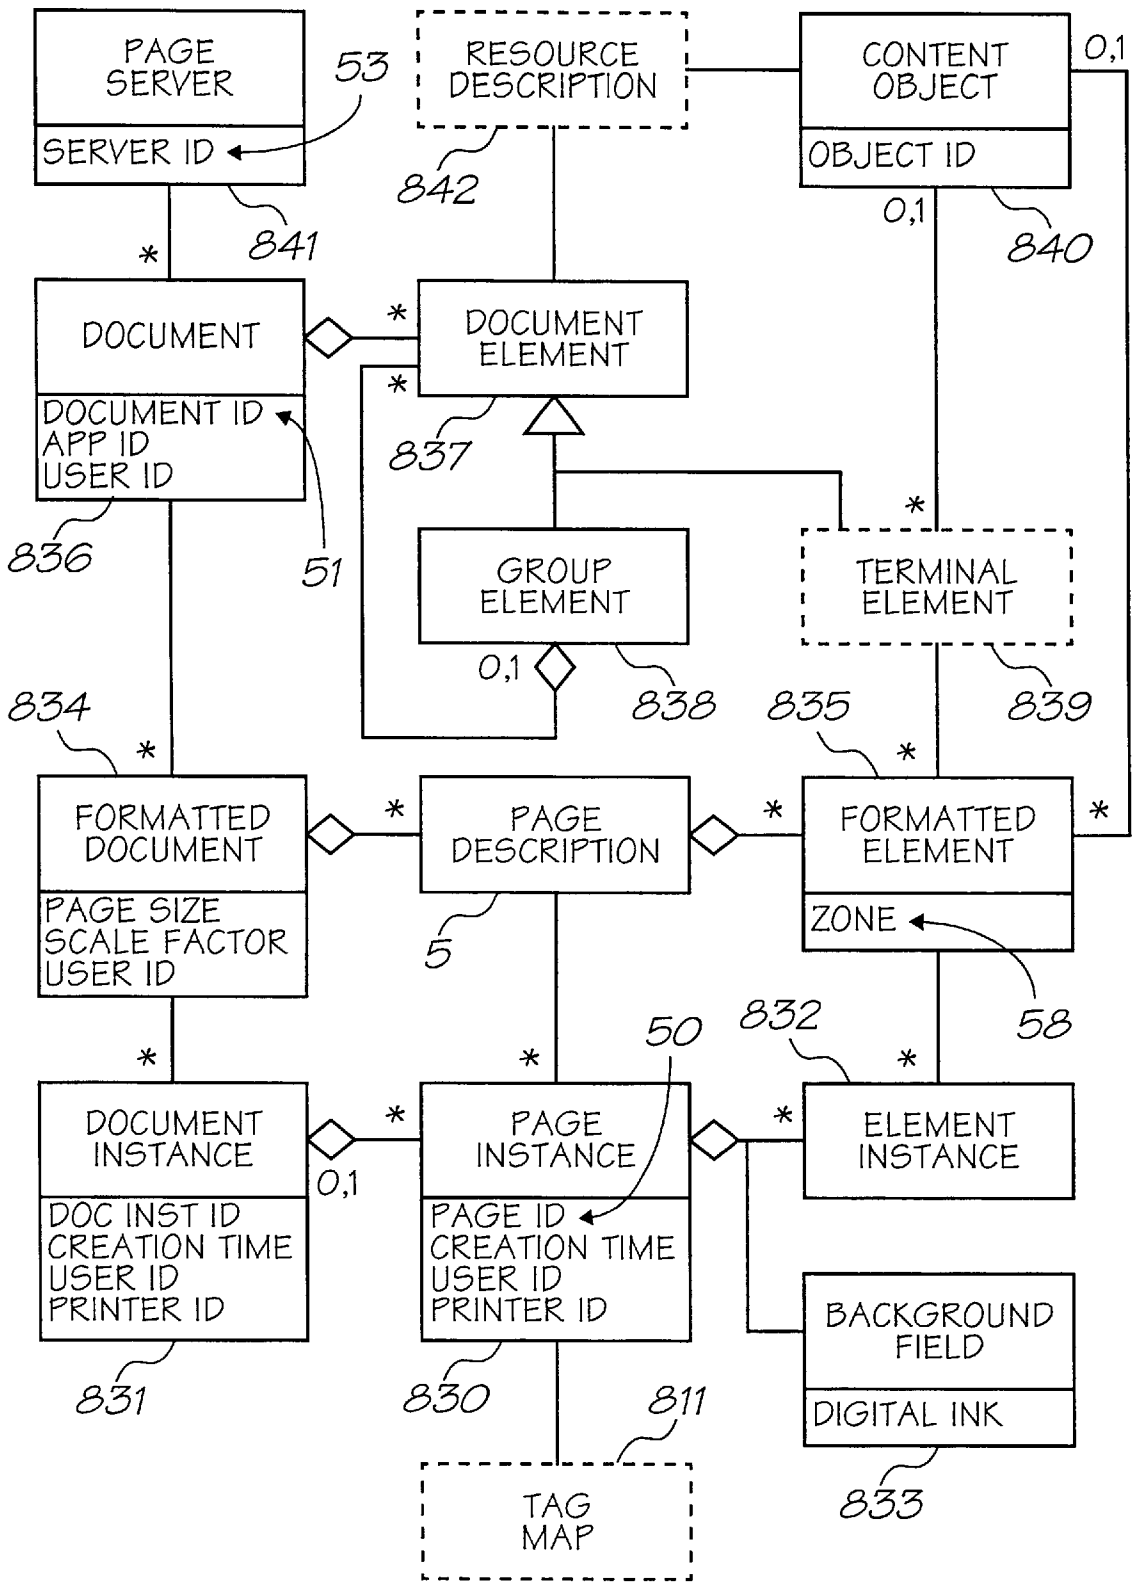 PAGE
SERVER
SERVER ID
53
841
RESOURCE
DESCRIPTION
842
CONTENT
OBJECT
OBJECT ID
0,1
0,1
840
*
DOCUMENT
DOCUMENT ID
APP ID
USER ID
836
51
*
*
DOCUMENT
ELEMENT
837
GROUP
ELEMENT
0,1
838
*
TERMINAL
ELEMENT
839
834
*
FORMATTED
DOCUMENT
PAGE SIZE
SCALE FACTOR
USER ID
*
PAGE
DESCRIPTION
5
835
*
*
FORMATTED
ELEMENT
*
ZONE
58
*
DOCUMENT
INSTANCE
0,1
DOC INST ID
CREATION TIME
USER ID
PRINTER ID
831
*
*
50
PAGE
INSTANCE
PAGE ID
CREATION TIME
USER ID
PRINTER ID
830
832
*
*
ELEMENT
INSTANCE
BACKGROUND
FIELD
DIGITAL INK
833
811
TAG
MAP